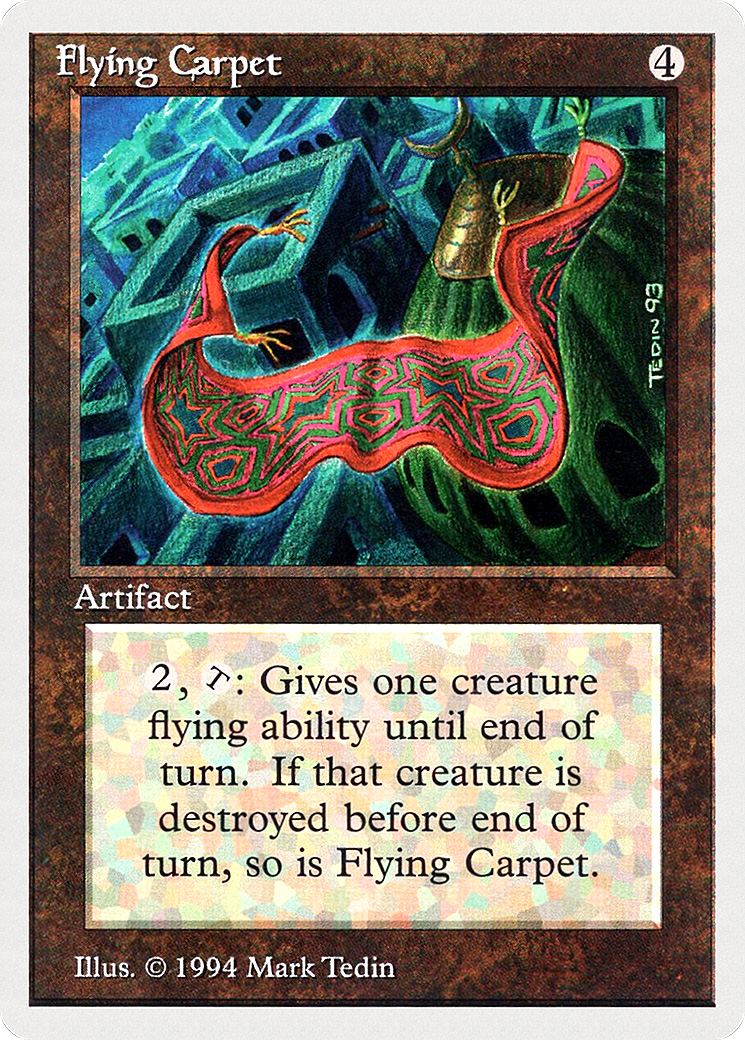 Flying Carpet
4
TEDIN 93
Artifact
2, T: Gives one creature
flying ability until end of
turn. If that creature is
destroyed before end of
turn, so is Flying Carpet.
Illus. © 1994 Mark Tedin